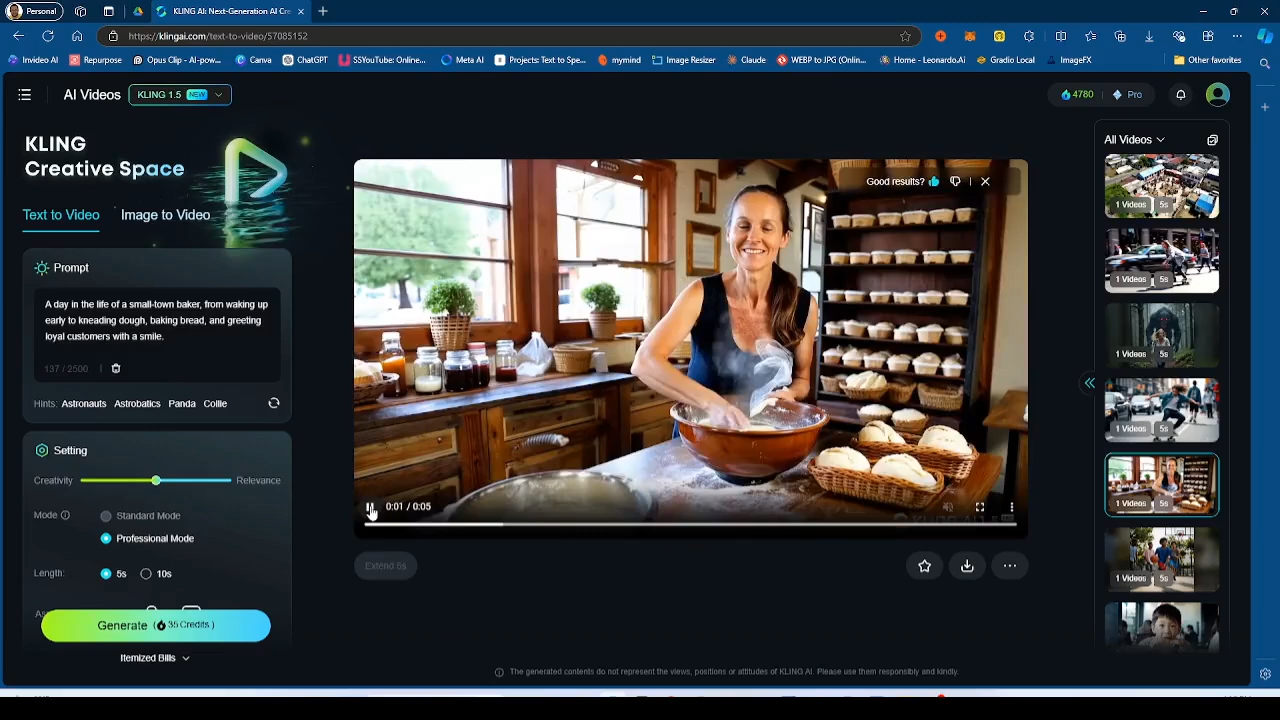 Personal
KLING AI: Next-Generation AI Cr
https://klingai.com/text-to-video/57085152
Invideo AI
Repurpose
Opus Clip - AI-pow...
Canva
ChatGPT
SSYouTube: Online...
Meta AI
Projects: Text to Spe...
mymind
Image Resizer
Claude
WEBP to JPG (Onlin...
Home - Leonardo.Ai
Gradio Local
ImageFX
Other favorites
AI Videos
KLING 1.5 NEW
4780
Pro
KLING
Creative Space
Text to Video
Image to Video
Prompt
A day in the life of a small-town baker, from waking up
early to kneading dough, baking bread, and greeting
loyal customers with a smile.
137 / 2500
Hints: Astronauts Astrobotics Panda Collie
Setting
Creativity
Relevance
Mode
Standard Mode
Professional Mode
Length:
5s
10s
Generate ( 35 Credits )
Itemized Bills
Good results?
0:01 / 0:05
Extend 5s
All Videos
1 Videos 5s
1 Videos 5s
1 Videos 5s
1 Videos 5s
1 Videos 5s
1 Videos 5s
The generated contents do not represent the views, positions or attitudes of KLING AI. Please use them responsibly and kindly.